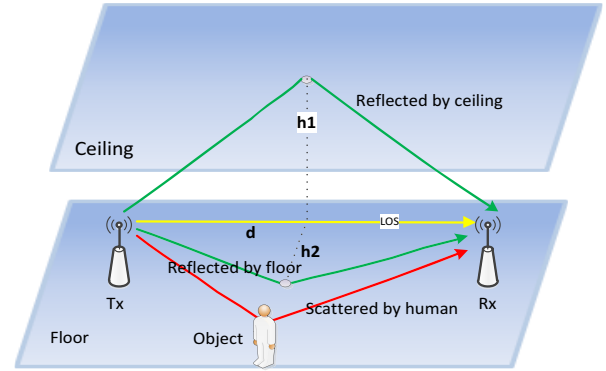 Reflected by ceiling
h1
Ceiling
LOS
d
h2
Reflected by floor
Tx
Rx
Scattered by human
Floor
Object